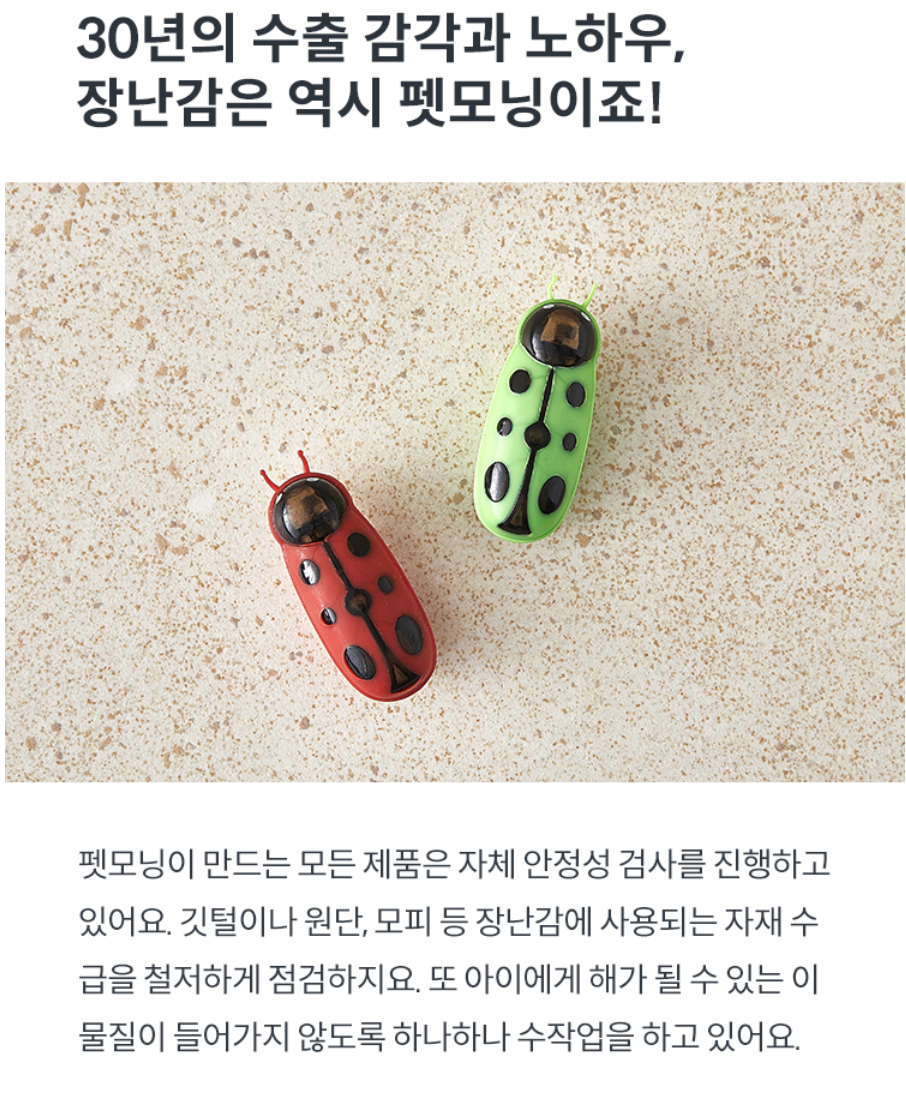 30년의 수출 감각과 노하우,
장난감은 역시 펫모닝이죠!
펫모닝이 만드는 모든 제품은 자체 안정성 검사를 진행하고
있어요. 깃털이나 원단, 모피 등 장난감에 사용되는 자재 수
급을 철저하게 점검하지요. 또 아이에게 해가 될 수 있는 이
물질이 들어가지 않도록 하나하나 수작업을 하고 있어요.